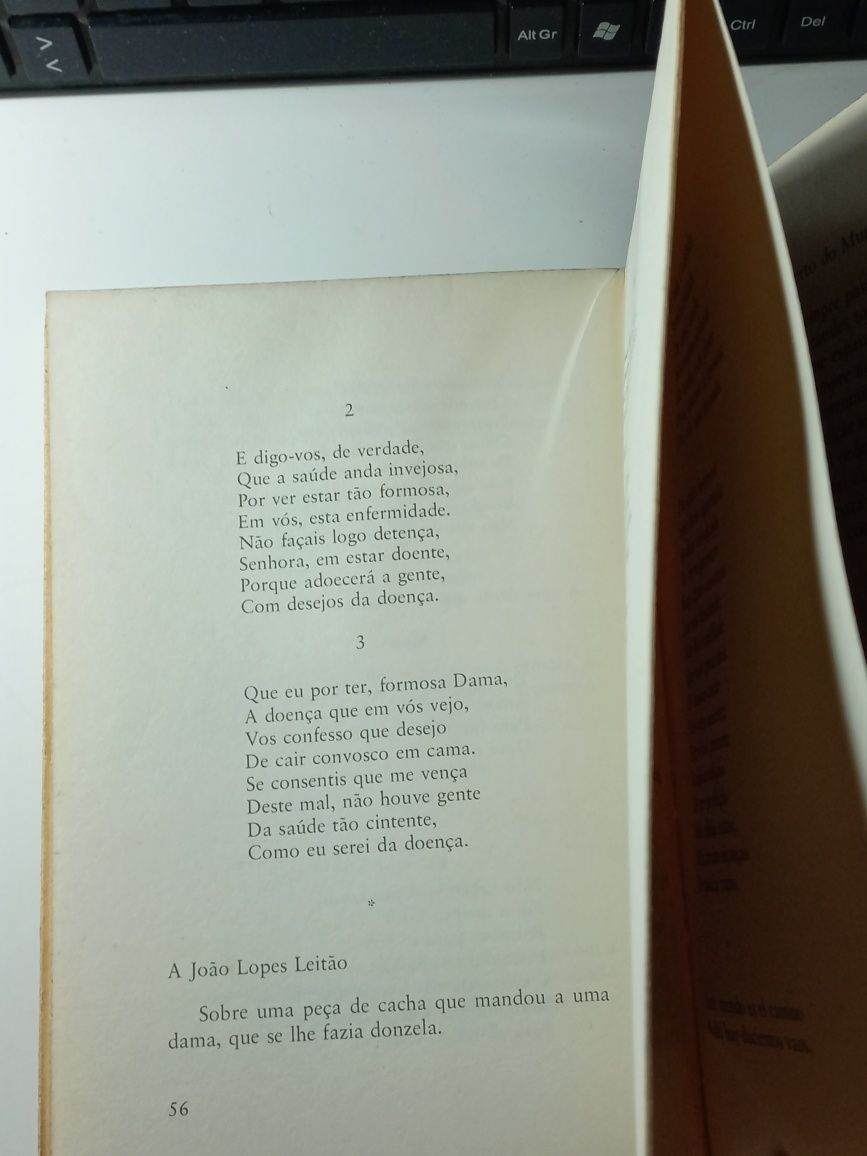 Alt Gr
Ctrl
Del
2
E digo-vos, de verdade,
Que a saúde anda invejosa,
Por ver estar tão formosa,
Em vós, esta enfermidade.
Não façais logo detença,
Senhora, em estar doente,
Porque adoecerá a gente,
Com desejos da doença.
3
Que eu por ter, formosa Dama,
A doença que em vós vejo,
Vos confesso que desejo
De cair convosco em cama.
Se consentis que me vença
Deste mal, não houve gente
Da saúde tão cintente,
Como eu serei da doença.
*
A João Lopes Leitão
Sobre uma peça de cacha que mandou a uma
dama, que se lhe fazia donzela.
56